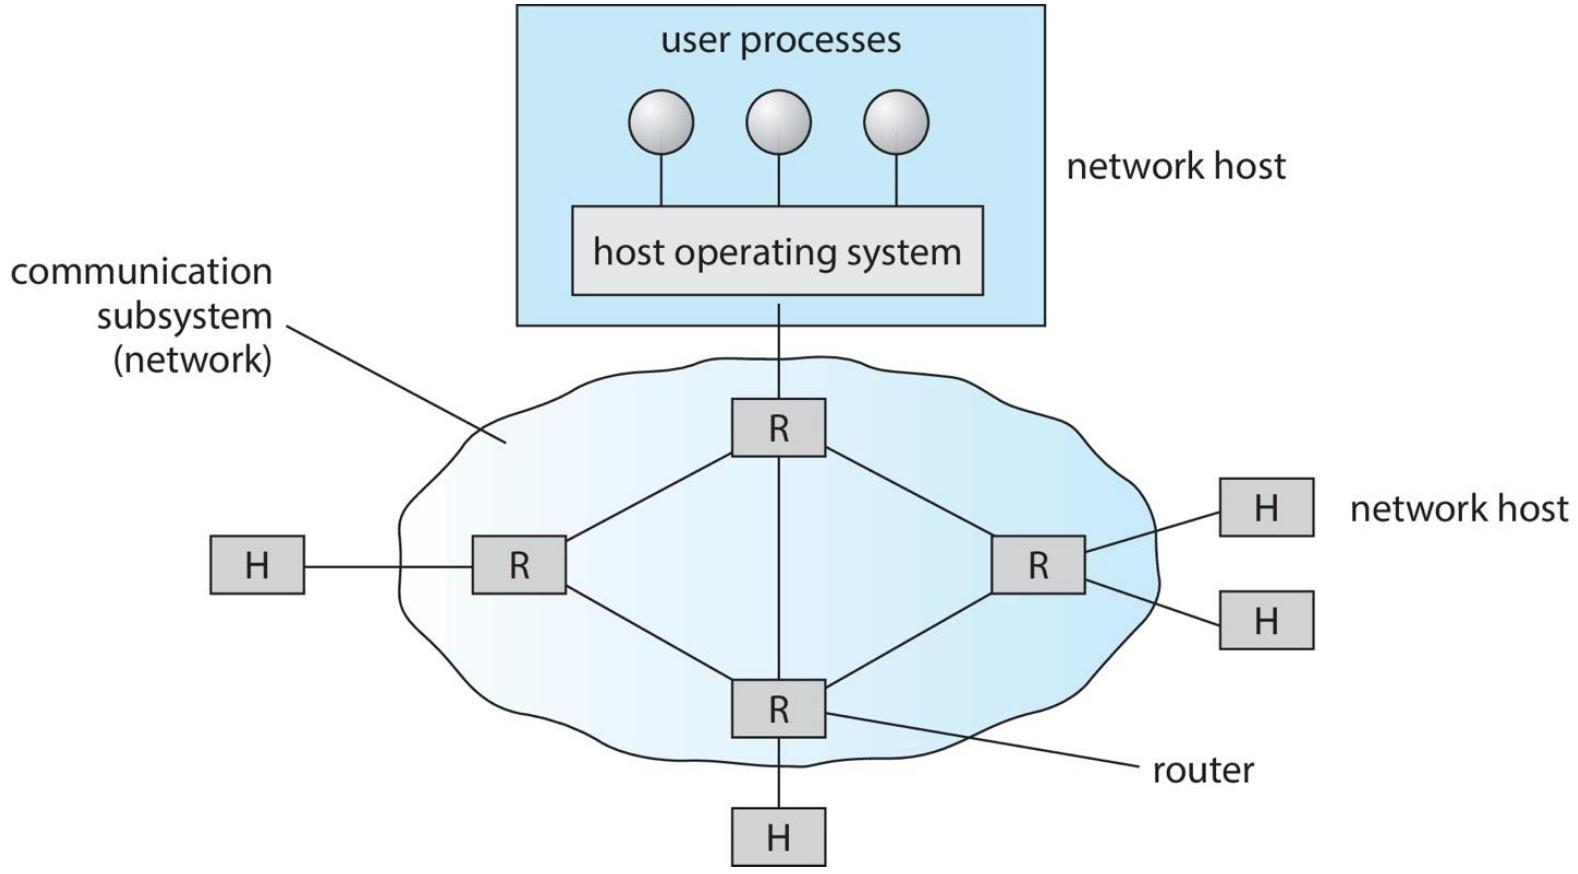 user processes
network host
host operating system
communication
subsystem
(network)
R
H
network host
H
R
R
H
R
router
H